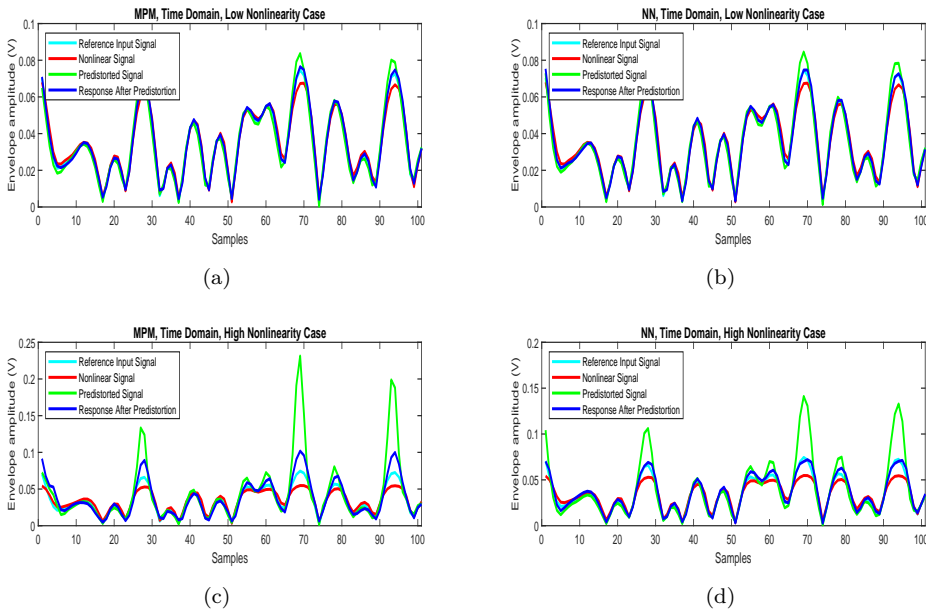 MPM, Time Domain, Low Nonlinearity Case
Envelope amplitude (V)
0.1
0.08
0.06
0.04
0.02
0
Reference Input Signal
Nonlinear Signal
Predistorted Signal
Response After Predistortion
0 10 20 30 40 50 60 70 80 90 100
Samples
(a)
NN, Time Domain, Low Nonlinearity Case
Envelope amplitude (V)
0.1
0.08
0.06
0.04
0.02
0
Reference Input Signal
Nonlinear Signal
Predistorted Signal
Response After Predistortion
0 10 20 30 40 50 60 70 80 90 100
Samples
(b)
MPM, Time Domain, High Nonlinearity Case
Envelope amplitude (V)
0.25
0.2
0.15
0.1
0.05
0
Reference Input Signal
Nonlinear Signal
Predistorted Signal
Response After Predistortion
0 10 20 30 40 50 60 70 80 90 100
Samples
(c)
NN, Time Domain, High Nonlinearity Case
Envelope amplitude (V)
0.2
0.15
0.1
0.05
0
Reference Input Signal
Nonlinear Signal
Predistorted Signal
Response After Predistortion
0 10 20 30 40 50 60 70 80 90 100
Samples
(d)